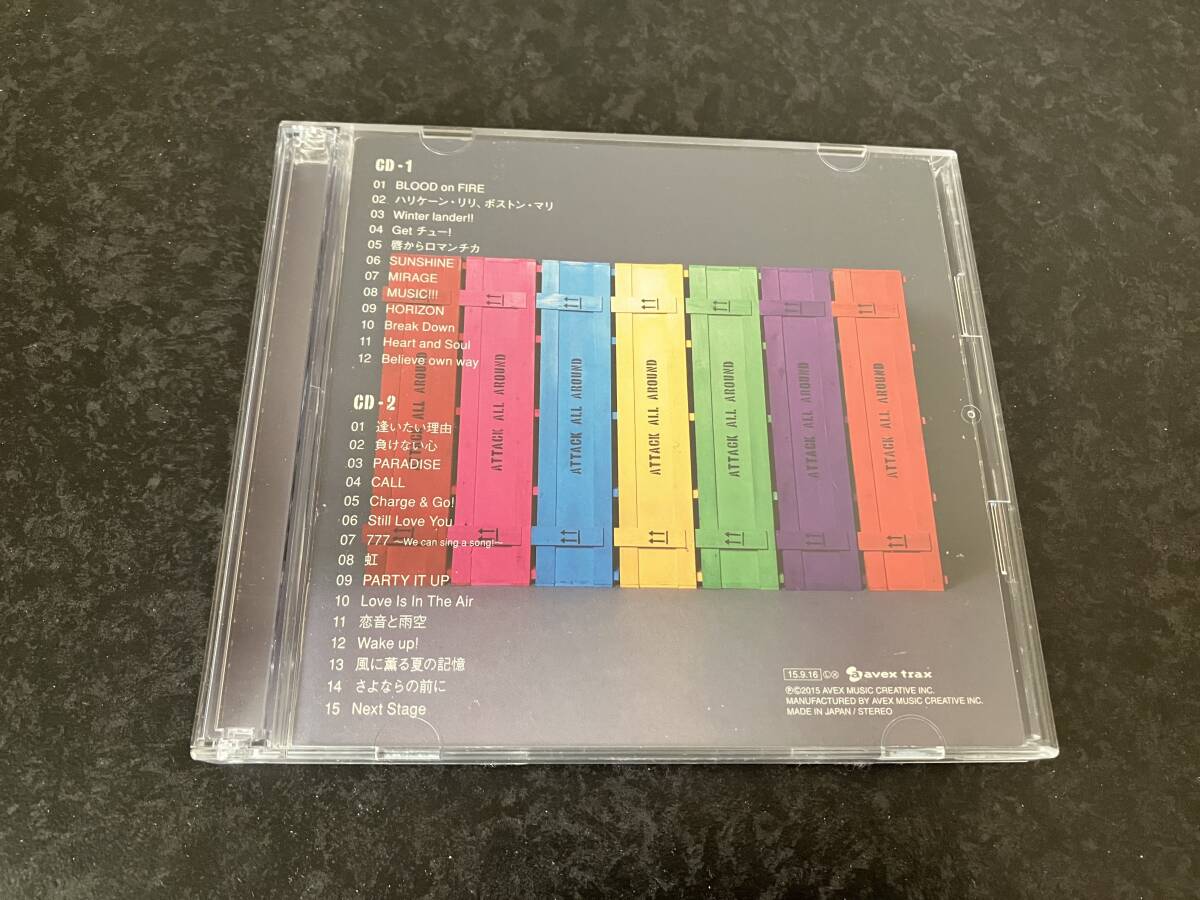 CD-1
01 BLOOD on FIRE
02 ハリケーン・リリ、ボストン・マリ
03 Winter lander!!
04 Get チュー!
05 唇からロマンチカ
06 SUNSHINE
07 MIRAGE
08 MUSIC!!!
09 HORIZON
10 Break Down
11 Heart and Soul
12 Believe own way
CD-2
01 逢いたい理由
02 負けない心
03 PARADISE
04 CALL
05 Charge & Go!
06 Still Love You
07 777 ~We can sing a song!~
08 虹
09 PARTY IT UP
10 Love Is In The Air
11 恋音と雨空
12 Wake up!
13 風に薫る夏の記憶
14 さよならの前に
15 Next Stage
ATTACK ALL AROUND
ATTACK ALL AROUND
ATTACK ALL AROUND
ATTACK ALL AROUND
ATTACK ALL AROUND
ATTACK ALL AROUND
ATTACK ALL AROUND
15.9.16 Ⓛ Ⓧ avex trax
Ⓟ©2015 AVEX MUSIC CREATIVE INC.
MANUFACTURED BY AVEX MUSIC CREATIVE INC.
MADE IN JAPAN / STEREO